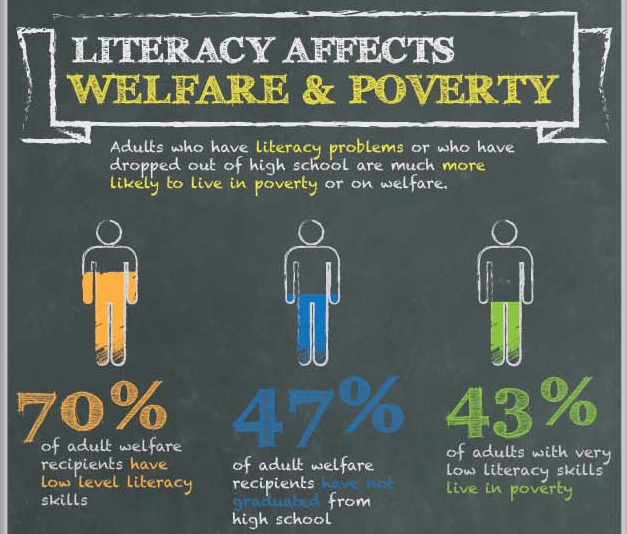 LITERACY AFFECTS
WELFARE & POVERTY
Adults who have literacy problems or who have
dropped out of high school are much more
likely to live in poverty or on welfare.
70%
of adult welfare
recipients have
low level literacy
skills
47%
of adult welfare
recipients have not
graduated from
high school
43%
of adults with very
low literacy skills
live in poverty